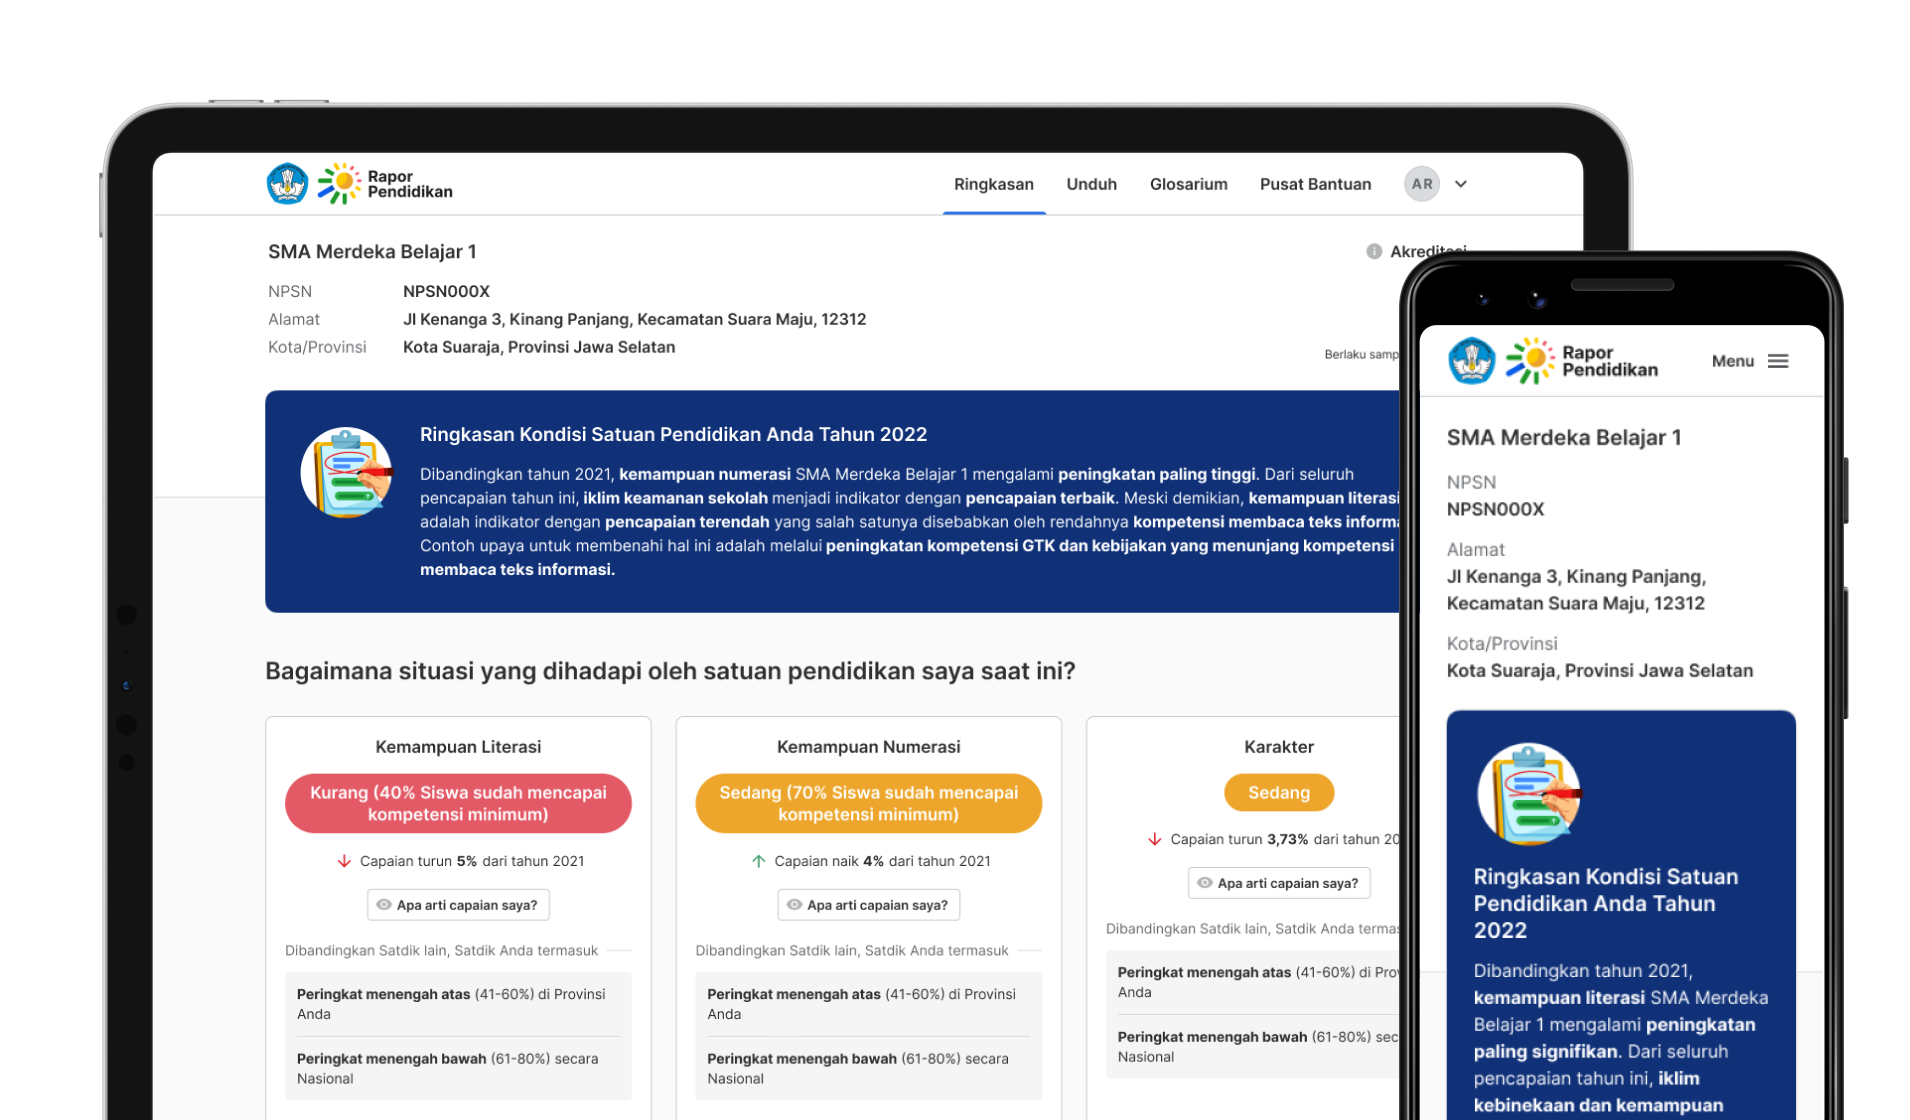 Rapor
Pendidikan
Ringkasan
Unduh
Glosarium
Pusat Bantuan
AR
SMA Merdeka Belajar 1
Akreditasi
NPSN NPSN000X
Alamat Jl Kenanga 3, Kinang Panjang, Kecamatan Suara Maju, 12312
Kota/Provinsi Kota Suaraja, Provinsi Jawa Selatan
Berlaku samp
Ringkasan Kondisi Satuan Pendidikan Anda Tahun 2022
Dibandingkan tahun 2021, kemampuan numerasi SMA Merdeka Belajar 1 mengalami peningkatan paling tinggi. Dari seluruh
pencapaian tahun ini, iklim keamanan sekolah menjadi indikator dengan pencapaian terbaik. Meski demikian, kemampuan literasi
adalah indikator dengan pencapaian terendah yang salah satunya disebabkan oleh rendahnya kompetensi membaca teks informa
Contoh upaya untuk membenahi hal ini adalah melalui peningkatan kompetensi GTK dan kebijakan yang menunjang kompetensi
membaca teks informasi.
Bagaimana situasi yang dihadapi oleh satuan pendidikan saya saat ini?
Kemampuan Literasi
Kurang (40% Siswa sudah mencapai
kompetensi minimum)
Capaian turun 5% dari tahun 2021
Apa arti capaian saya?
Dibandingkan Satdik lain, Satdik Anda termasuk
Peringkat menengah atas (41-60%) di Provinsi
Anda
Peringkat menengah bawah (61-80%) secara
Nasional
Kemampuan Numerasi
Sedang (70% Siswa sudah mencapai
kompetensi minimum)
Capaian naik 4% dari tahun 2021
Apa arti capaian saya?
Dibandingkan Satdik lain, Satdik Anda termasuk
Peringkat menengah atas (41-60%) di Provinsi
Anda
Peringkat menengah bawah (61-80%) secara
Nasional
Karakter
Sedang
Capaian turun 3,73% dari tahun 20
Apa arti capaian saya?
Dibandingkan Satdik lain, Satdik Anda termas
Peringkat menengah atas (41-60%) di Prov
Anda
Peringkat menengah bawah (61-80%) sec
Nasional
Rapor
Pendidikan
Menu
SMA Merdeka Belajar 1
NPSN
NPSN000X
Alamat
Jl Kenanga 3, Kinang Panjang,
Kecamatan Suara Maju, 12312
Kota/Provinsi
Kota Suaraja, Provinsi Jawa Selatan
Ringkasan Kondisi Satuan
Pendidikan Anda Tahun
2022
Dibandingkan tahun 2021,
kemampuan literasi SMA Merdeka
Belajar 1 mengalami peningkatan
paling signifikan. Dari seluruh
pencapaian tahun ini, iklim
kebinekaan dan kemampuan